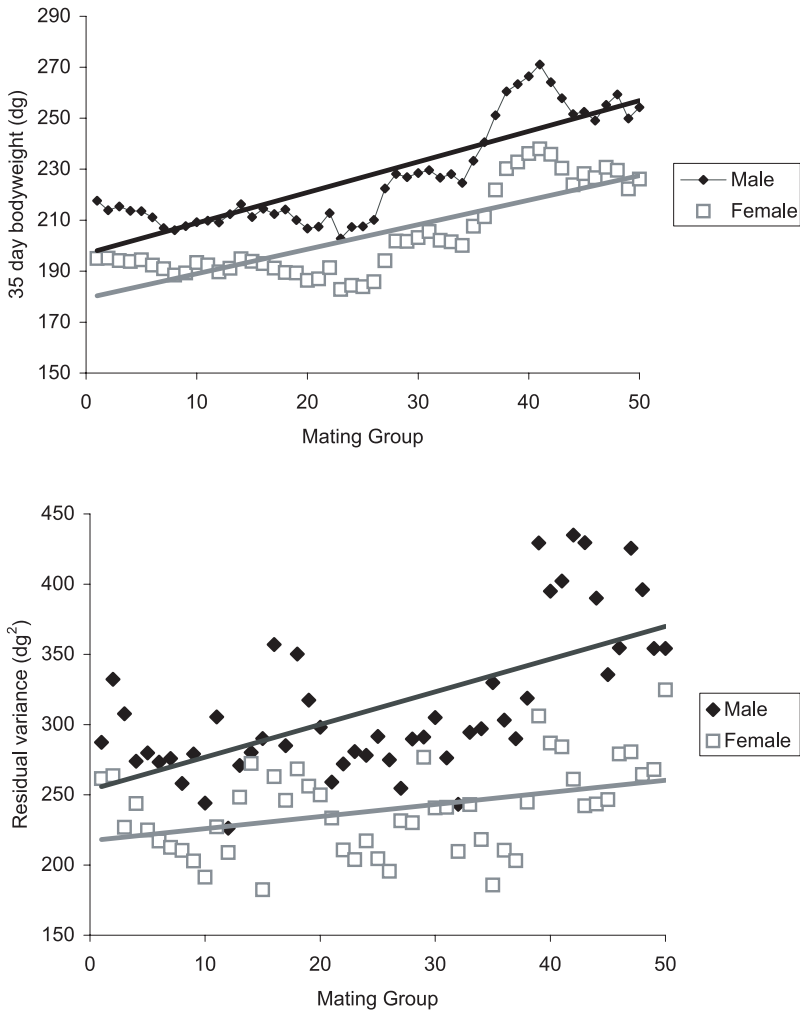 290
270
250
230
210
190
170
150
35 day bodyweight (dg)
0 10 20 30 40 50
Mating Group
Male
Female
450
400
350
300
250
200
150
Residual variance (dg²)
0 10 20 30 40 50
Mating Group
Male
Female